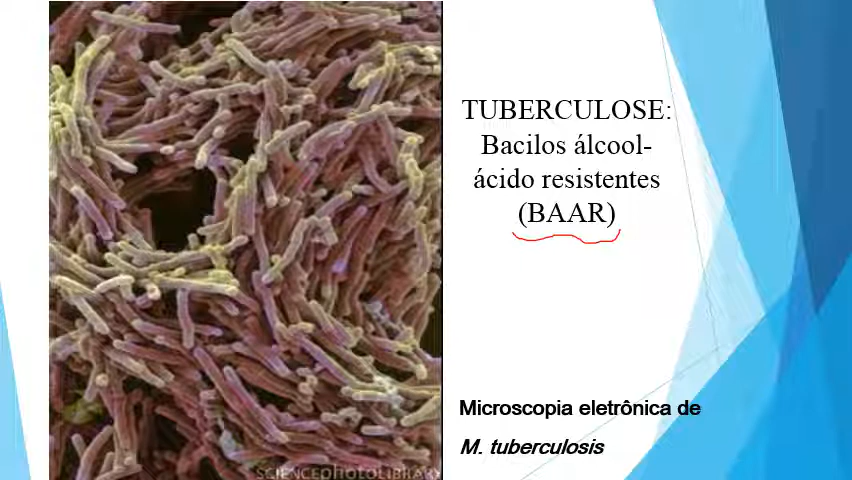 TUBERCULOSE:
Bacilos álcool-
ácido resistentes
(BAAR)
Microscopia eletrônica de
M. tuberculosis
SCIENCEPHOTOLIBRARY